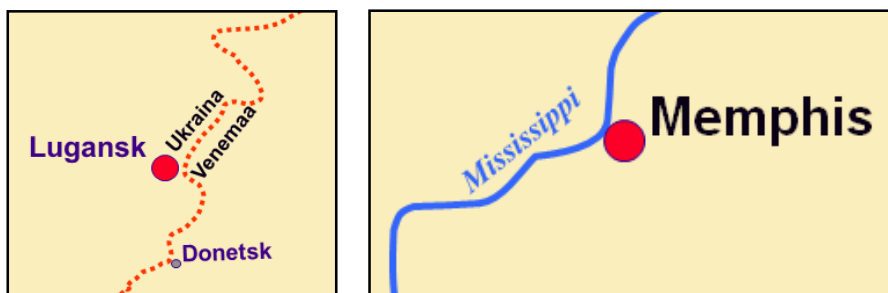 Ukraina
Lugansk
Venemaa
Donetsk
Mississippi
Memphis